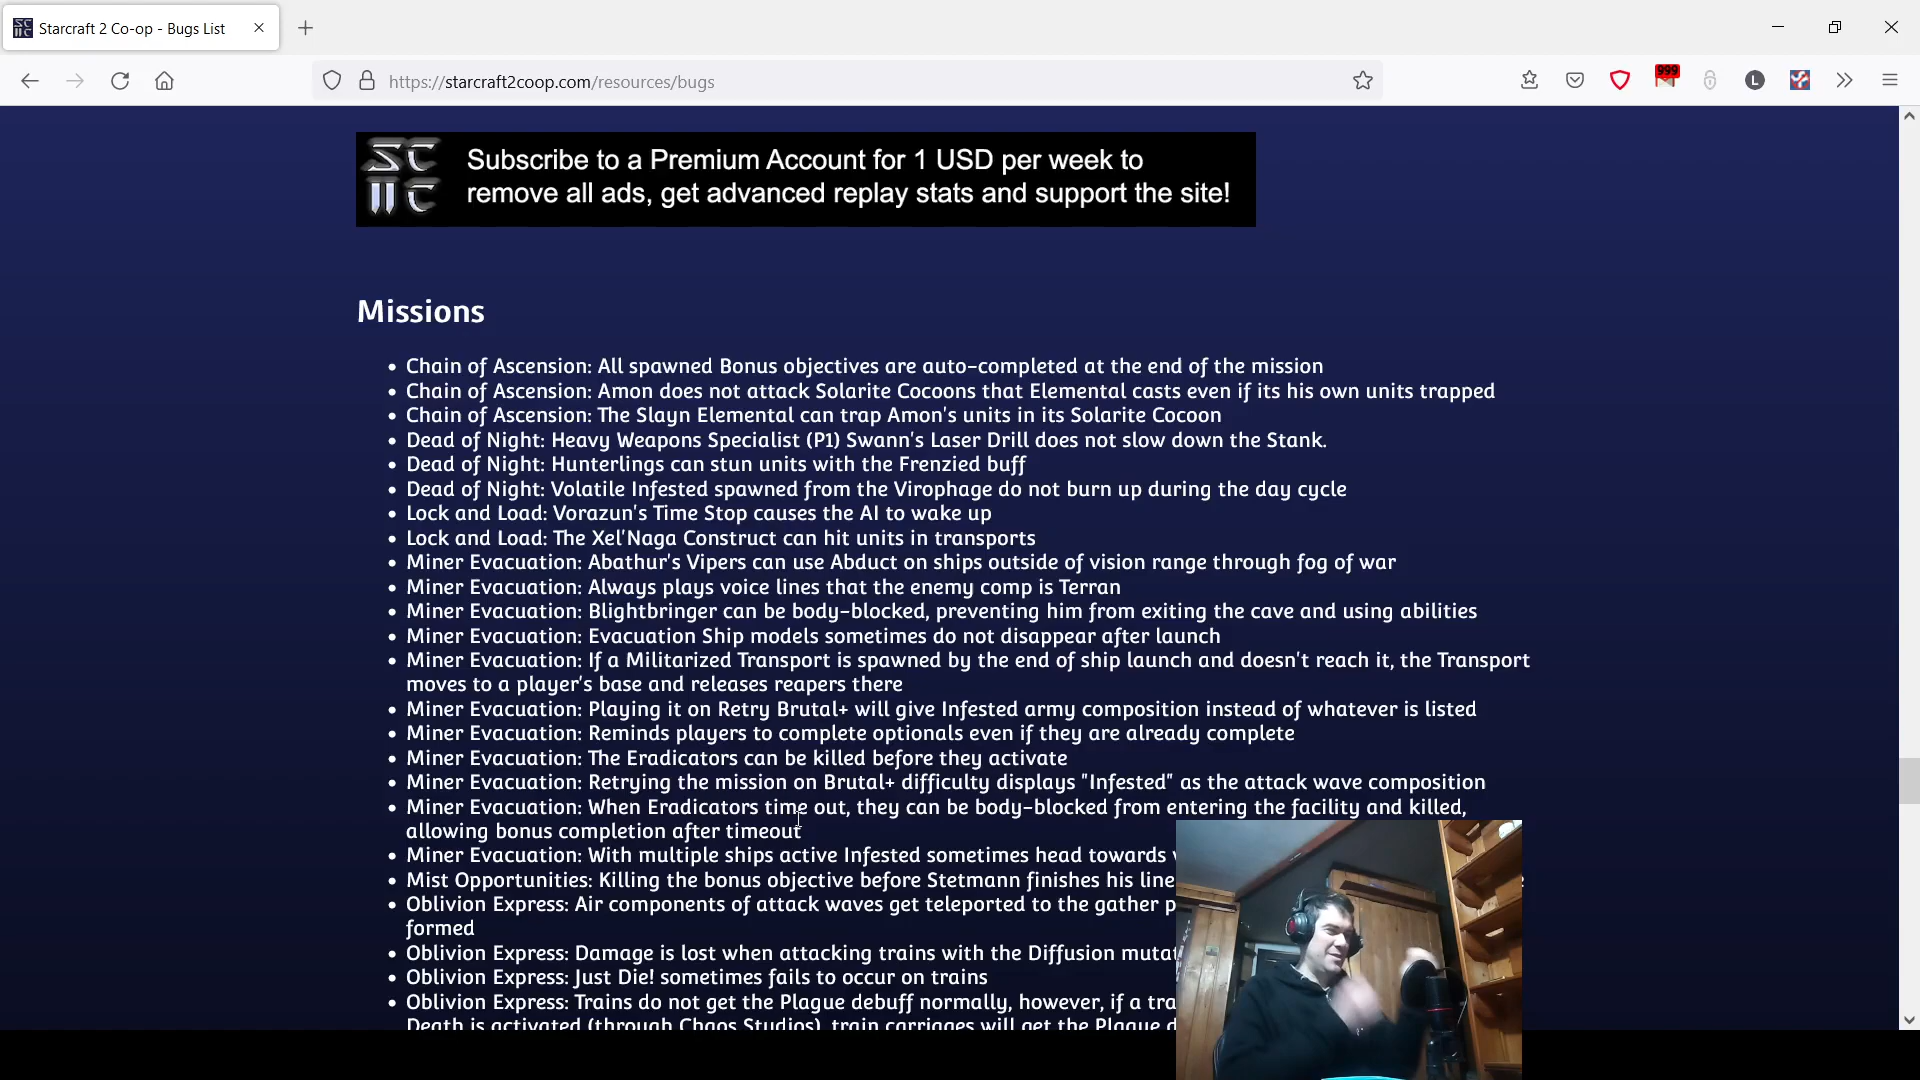 Starcraft 2 Co-op - Bugs List
https://starcraft2coop.com/resources/bugs
999
L
SC
II C
Subscribe to a Premium Account for 1 USD per week to
remove all ads, get advanced replay stats and support the site!
Missions
• Chain of Ascension: All spawned Bonus objectives are auto-completed at the end of the mission
• Chain of Ascension: Amon does not attack Solarite Cocoons that Elemental casts even if its his own units trapped
• Chain of Ascension: The Slayn Elemental can trap Amon's units in its Solarite Cocoon
• Dead of Night: Heavy Weapons Specialist (P1) Swann's Laser Drill does not slow down the Stank.
• Dead of Night: Hunterlings can stun units with the Frenzied buff
• Dead of Night: Volatile Infested spawned from the Virophage do not burn up during the day cycle
• Lock and Load: Vorazun's Time Stop causes the AI to wake up
• Lock and Load: The Xel'Naga Construct can hit units in transports
• Miner Evacuation: Abathur's Vipers can use Abduct on ships outside of vision range through fog of war
• Miner Evacuation: Always plays voice lines that the enemy comp is Terran
• Miner Evacuation: Blightbringer can be body-blocked, preventing him from exiting the cave and using abilities
• Miner Evacuation: Evacuation Ship models sometimes do not disappear after launch
• Miner Evacuation: If a Militarized Transport is spawned by the end of ship launch and doesn't reach it, the Transport
moves to a player's base and releases reapers there
• Miner Evacuation: Playing it on Retry Brutal+ will give Infested army composition instead of whatever is listed
• Miner Evacuation: Reminds players to complete optionals even if they are already complete
• Miner Evacuation: The Eradicators can be killed before they activate
• Miner Evacuation: Retrying the mission on Brutal+ difficulty displays "Infested" as the attack wave composition
• Miner Evacuation: When Eradicators time out, they can be body-blocked from entering the facility and killed,
allowing bonus completion after timeout
• Miner Evacuation: With multiple ships active Infested sometimes head towards
• Mist Opportunities: Killing the bonus objective before Stetmann finishes his line
• Oblivion Express: Air components of attack waves get teleported to the gather p
formed
• Oblivion Express: Damage is lost when attacking trains with the Diffusion mutat
• Oblivion Express: Just Die! sometimes fails to occur on trains
• Oblivion Express: Trains do not get the Plague debuff normally, however, if a tra
Death is activated (through Chaos Studios), train carriages will get the Plague d